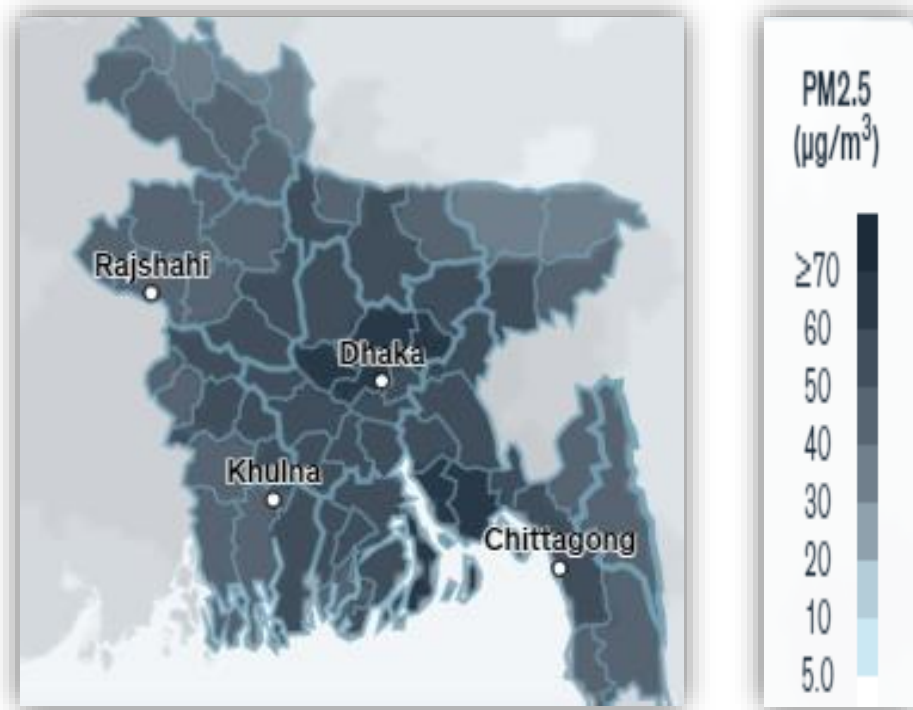 Rajshahi
Dhaka
Khulna
Chittagong
PM2.5
(µg/m³)
≥70
60
50
40
30
20
10
5.0